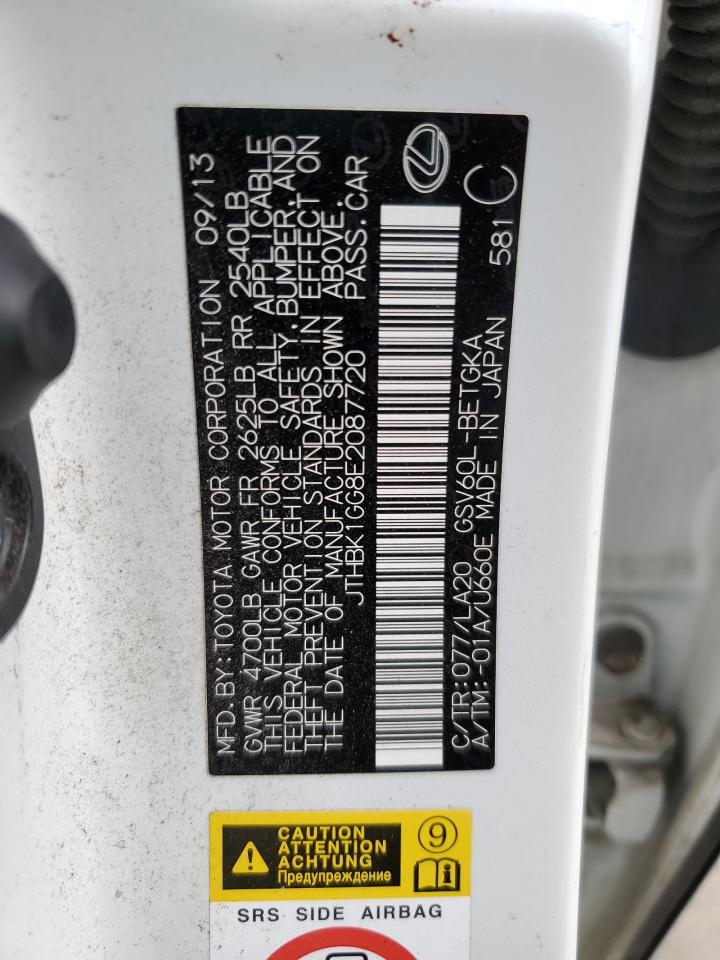 MFD.BY:TOYOTA MOTOR CORPORATION 09/13
GVWR 4700LB GAWR FR 2625LB RR 2540LB
THIS VEHICLE CONFORMS TO ALL APPLICABLE
FEDERAL MOTOR VEHICLE SAFETY,BUMPER,AND
THEFT PREVENTION STANDARDS IN EFFECT ON
THE DATE OF MANUFACTURE SHOWN ABOVE.
JTHBK1GG8E2087720 PASS.CAR
C/TR:077/LA20 GSV60L-BETGKA 581 C
A/TM:-01A/U660E MADE IN JAPAN
CAUTION
ATTENTION
ACHTUNG
Предупреждение
9
SRS SIDE AIRBAG